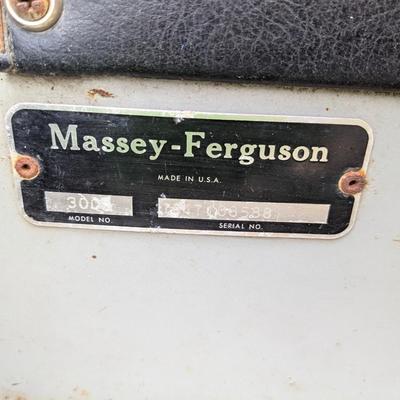 Massey-Ferguson
MADE IN U.S.A.
MODEL NO.
SERIAL NO.